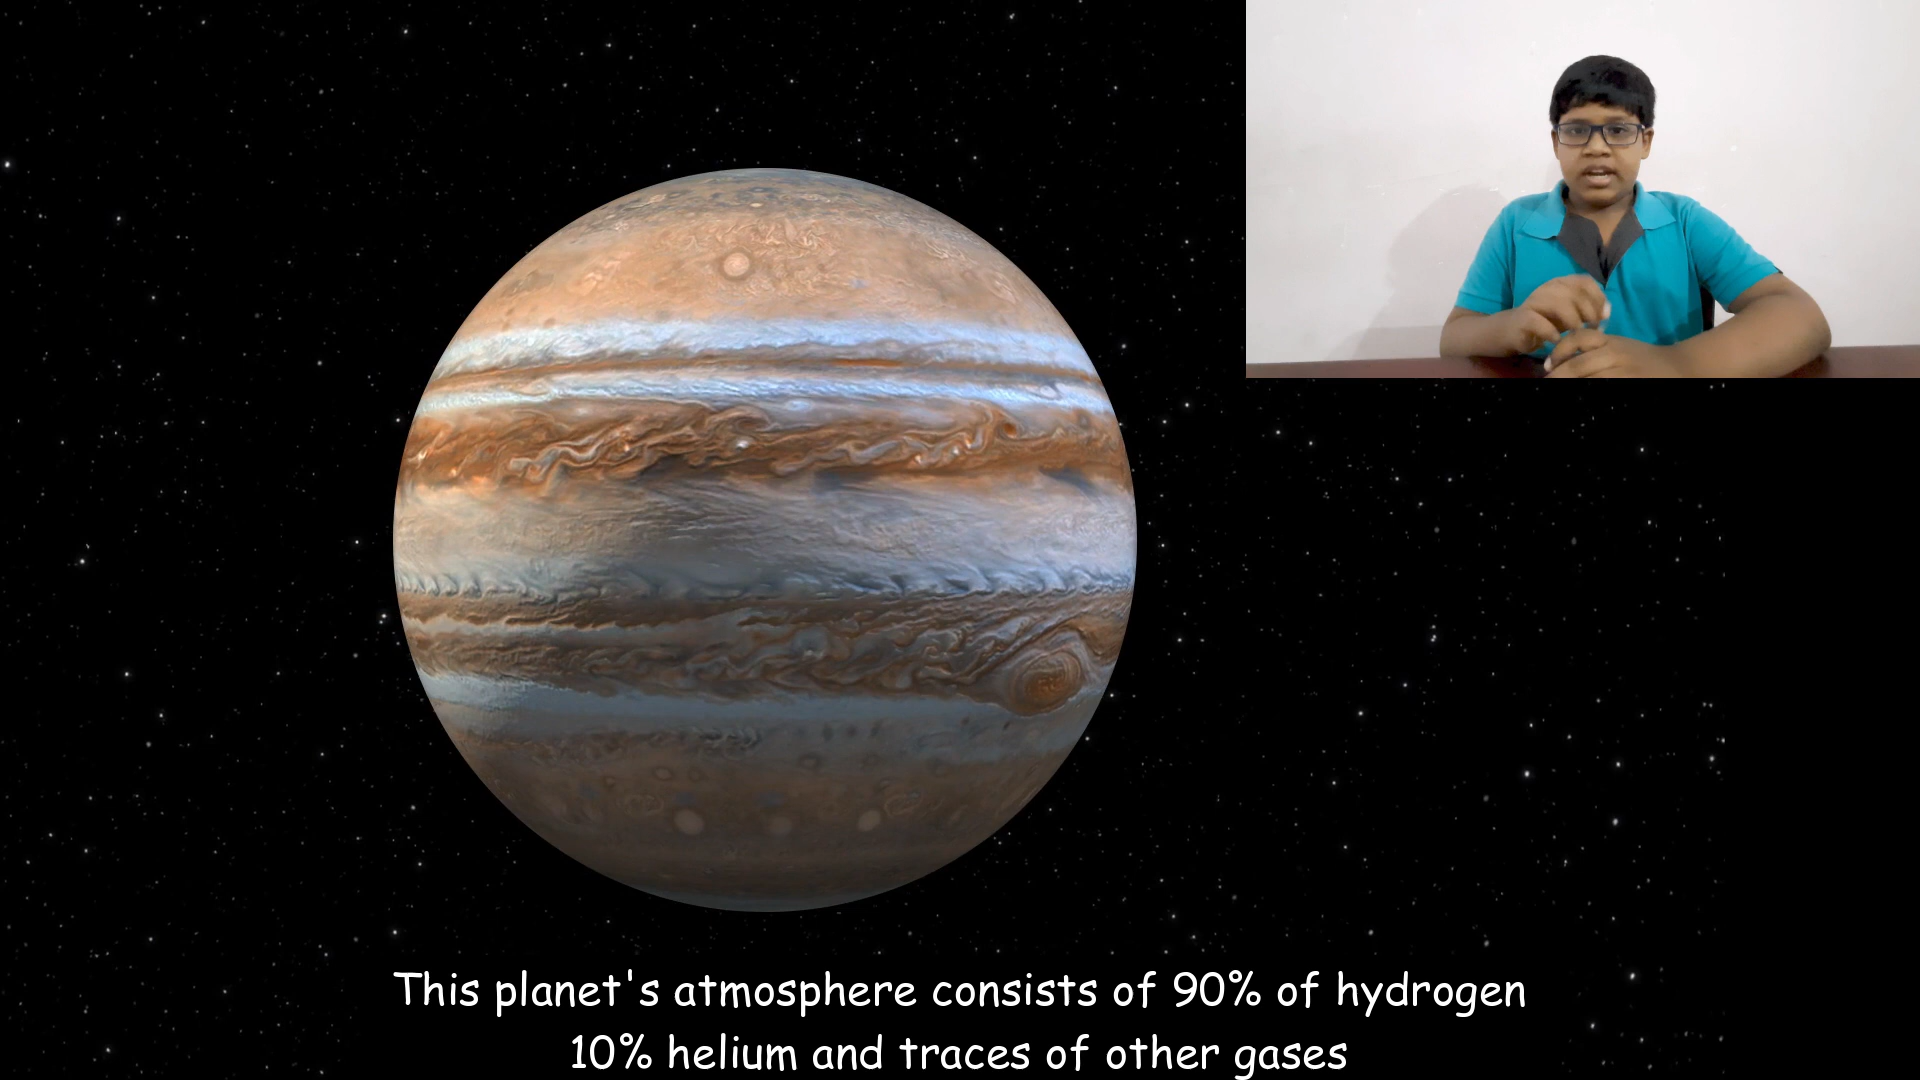 This planet's atmosphere consists of 90% of hydrogen
10% helium and traces of other gases